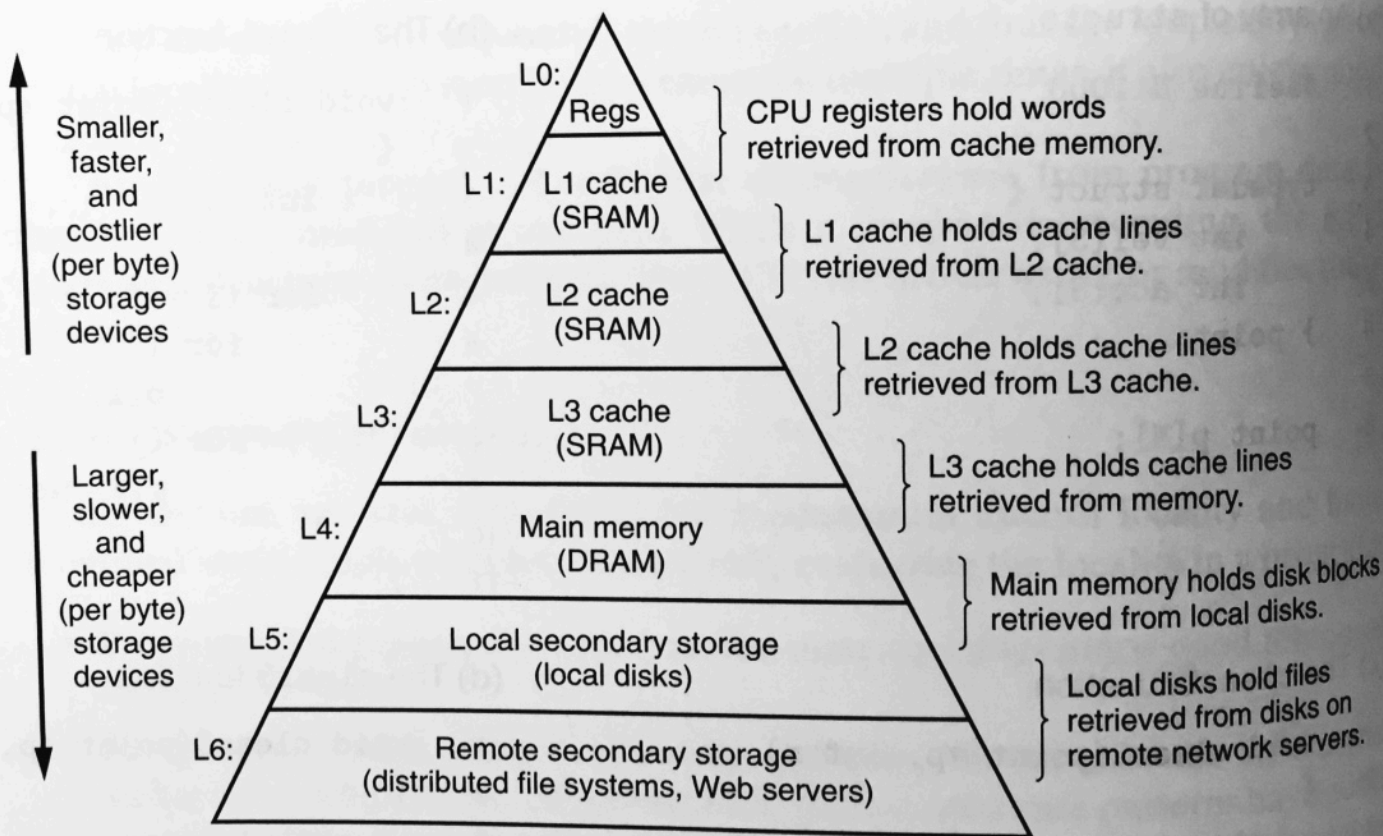 L0:
Regs
CPU registers hold words
retrieved from cache memory.
Smaller,
faster,
and
costlier
(per byte)
storage
devices
L1:
L1 cache
(SRAM)
L1 cache holds cache lines
retrieved from L2 cache.
L2:
L2 cache
(SRAM)
L2 cache holds cache lines
retrieved from L3 cache.
L3:
L3 cache
(SRAM)
L3 cache holds cache lines
retrieved from memory.
Larger,
slower,
and
cheaper
(per byte)
storage
devices
L4:
Main memory
(DRAM)
Main memory holds disk blocks
retrieved from local disks.
L5:
Local secondary storage
(local disks)
Local disks hold files
retrieved from disks on
remote network servers.
L6:
Remote secondary storage
(distributed file systems, Web servers)